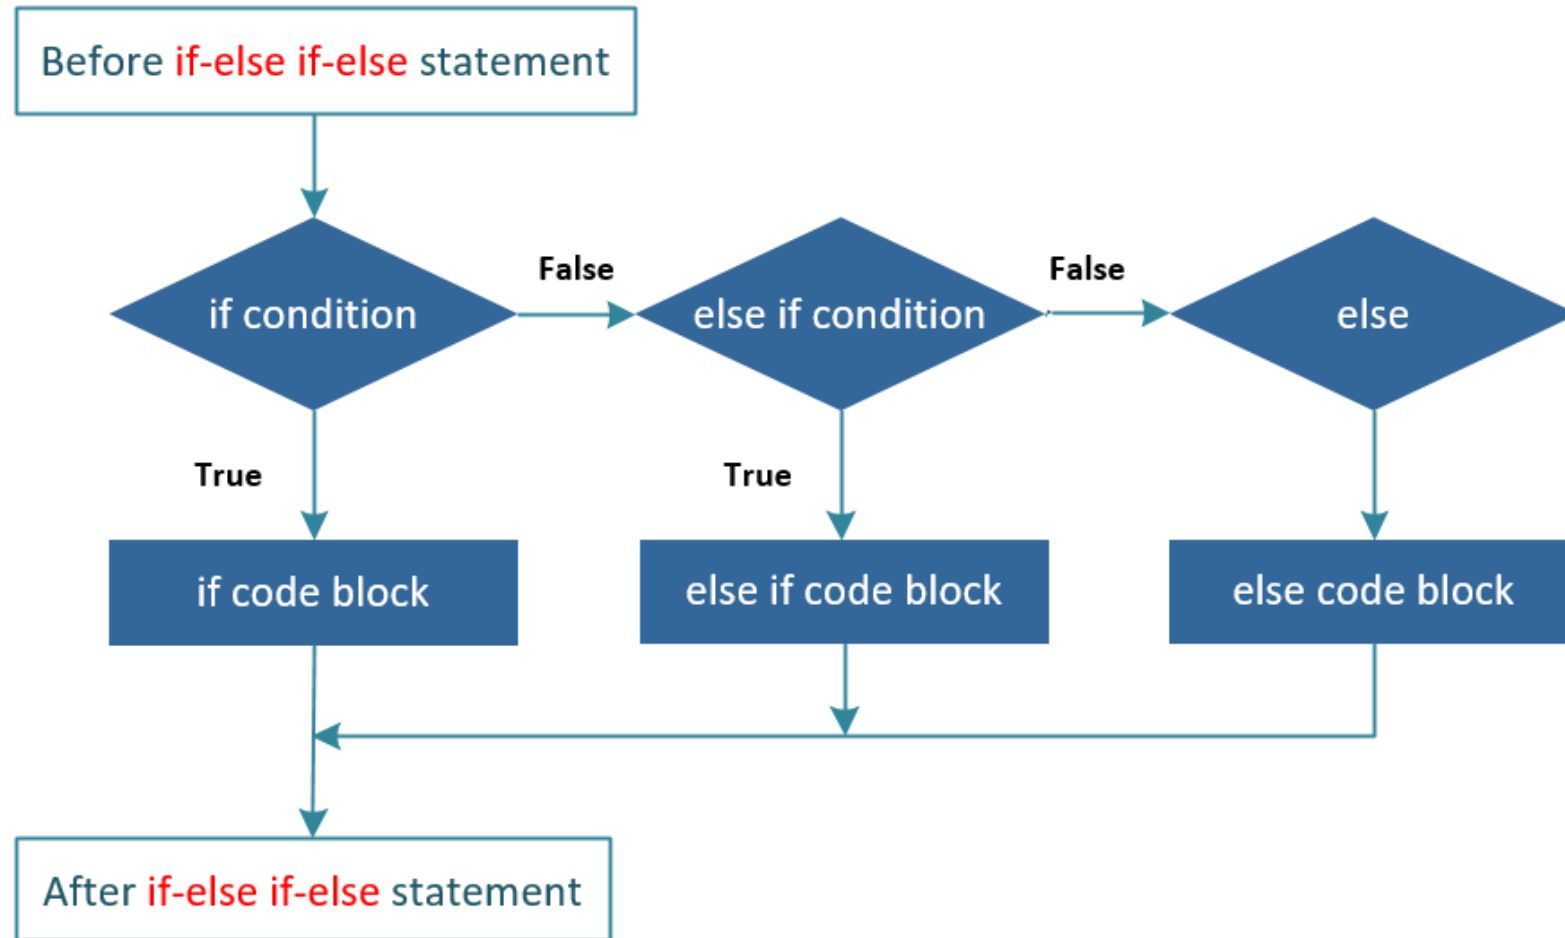 Before if-else if-else statement
False
False
if condition
else if condition
else
True
True
if code block
else if code block
else code block
After if-else if-else statement